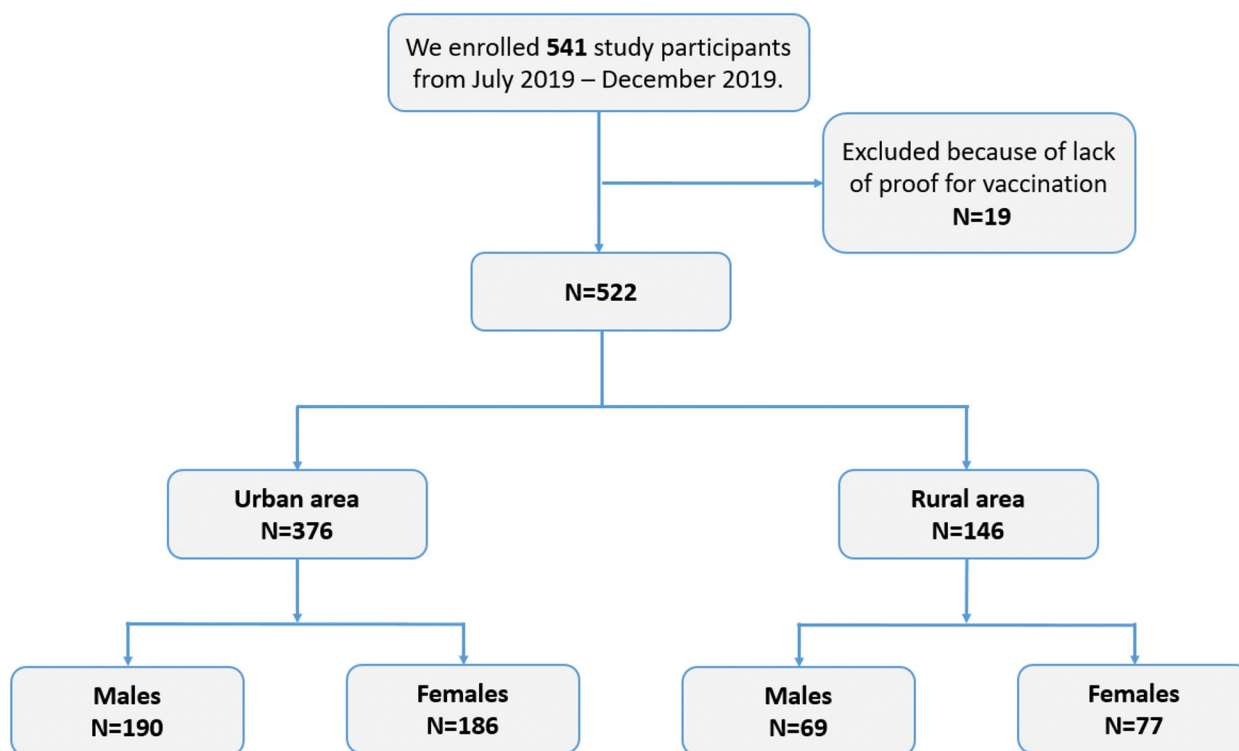 We enrolled 541 study participants
from July 2019 – December 2019.
Excluded because of lack
of proof for vaccination
N=19
N=522
Urban area
N=376
Rural area
N=146
Males
N=190
Females
N=186
Males
N=69
Females
N=77